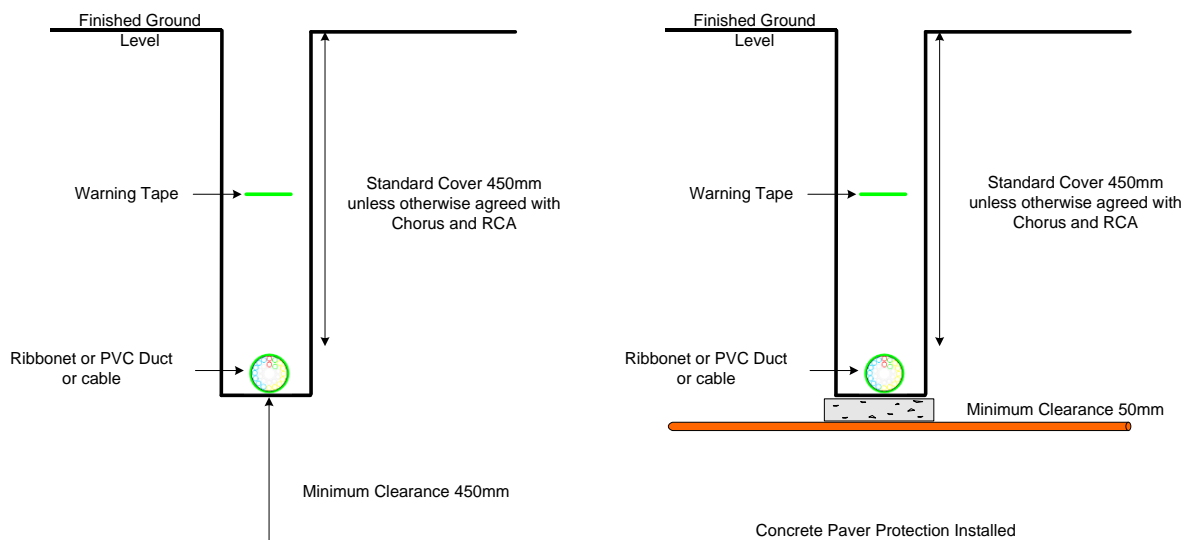 Finished Ground
Level
Warning Tape
Standard Cover 450mm
unless otherwise agreed with
Chorus and RCA
Ribbonet or PVC Duct
or cable
Minimum Clearance 450mm
Finished Ground
Level
Warning Tape
Standard Cover 450mm
unless otherwise agreed with
Chorus and RCA
Ribbonet or PVC Duct
or cable
Minimum Clearance 50mm
Concrete Paver Protection Installed